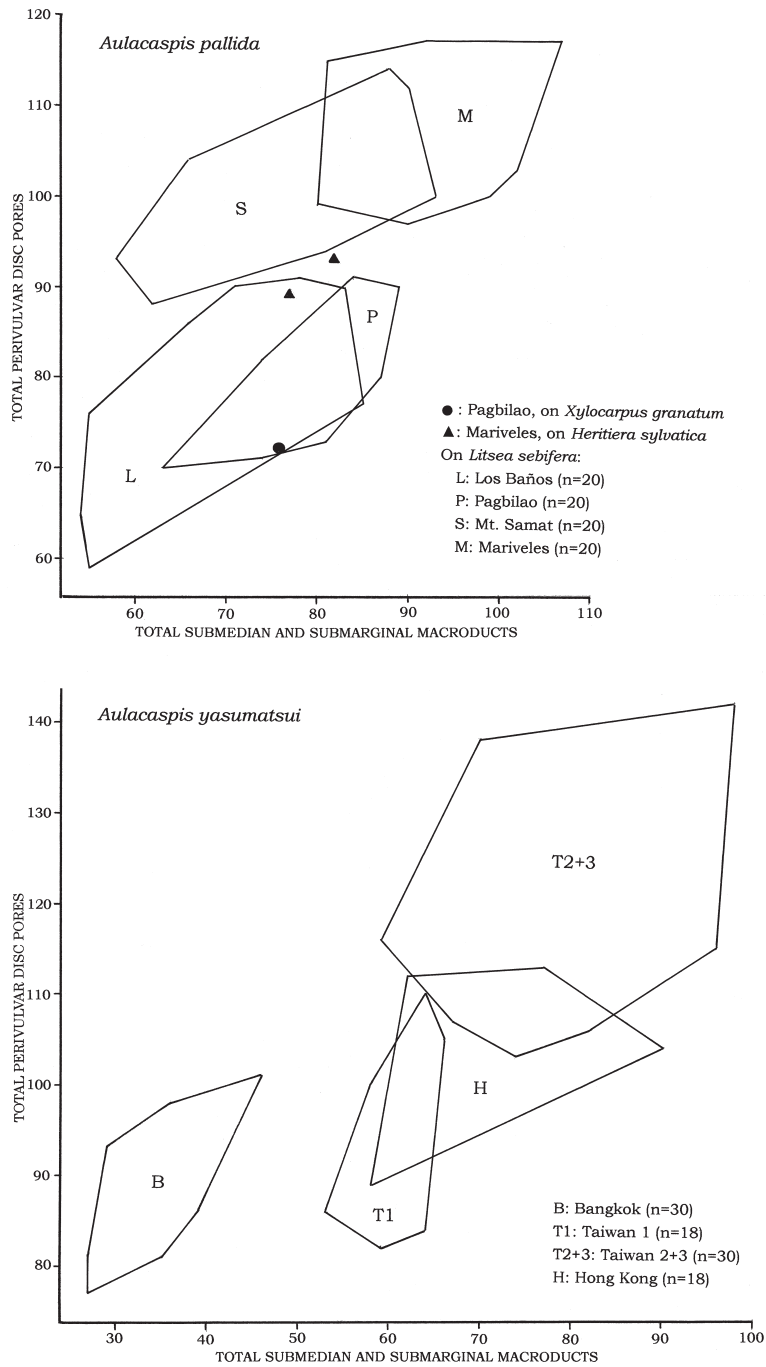 120
Aulacaspis pallida
110
M
100
S
90
P
80
70
L
60
TOTAL PERIVULVAR DISC PORES
: Pagbilao, on Xylocarpus granatum
: Mariveles, on Heritiera sylvatica
On Litsea sebifera:
L: Los Baños (n=20)
P: Pagbilao (n=20)
S: Mt. Samat (n=20)
M: Mariveles (n=20)
60 70 80 90 100 110
TOTAL SUBMEDIAN AND SUBMARGINAL MACRODUCTS
Aulacaspis yasumatsui
140
130
T2+3
120
110
100
H
90
B
T1
80
TOTAL PERIVULVAR DISC PORES
B: Bangkok (n=30)
T1: Taiwan 1 (n=18)
T2+3: Taiwan 2+3 (n=30)
H: Hong Kong (n=18)
30 40 50 60 70 80 90 100
TOTAL SUBMEDIAN AND SUBMARGINAL MACRODUCTS